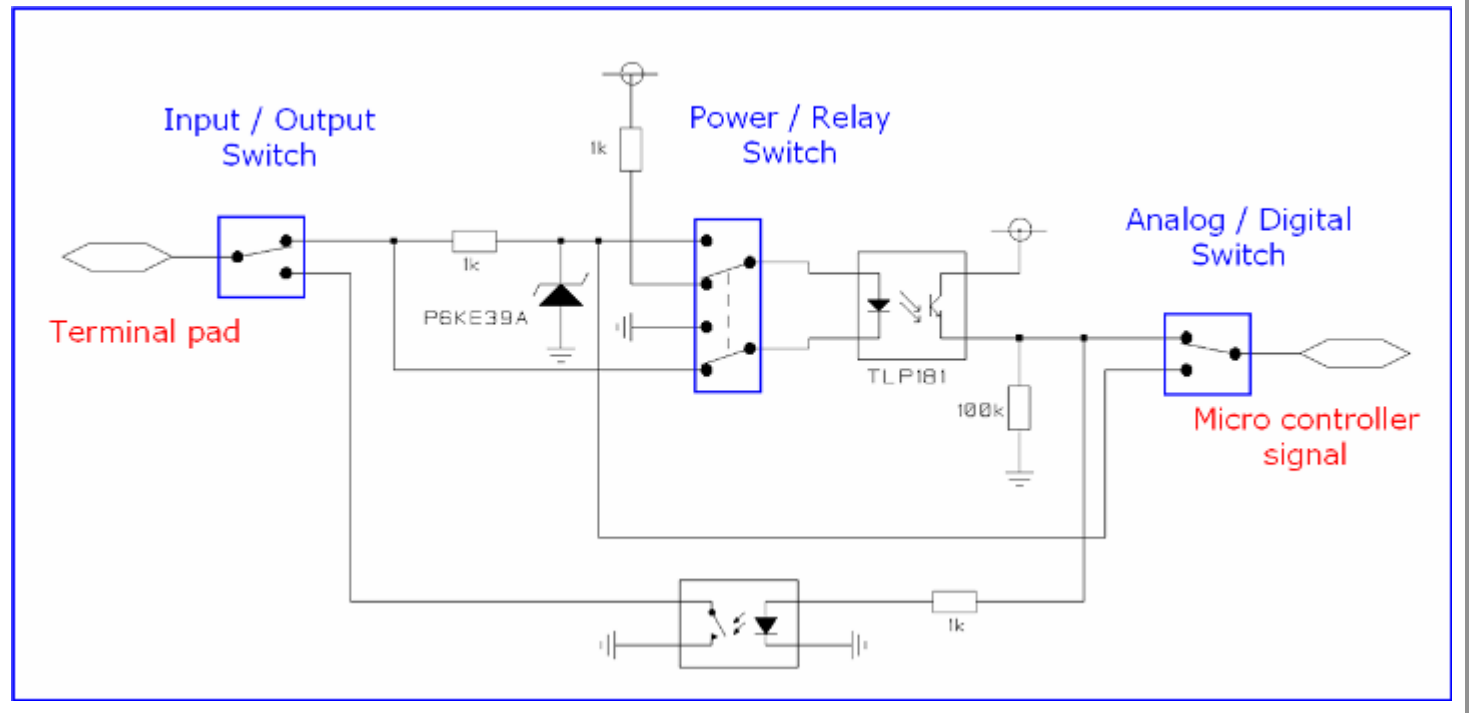 Input / Output
Switch
Power / Relay
Switch
Analog / Digital
Switch
1k
1k
P6KE39A
Terminal pad
TLP181
100k
Micro controller
signal
1k